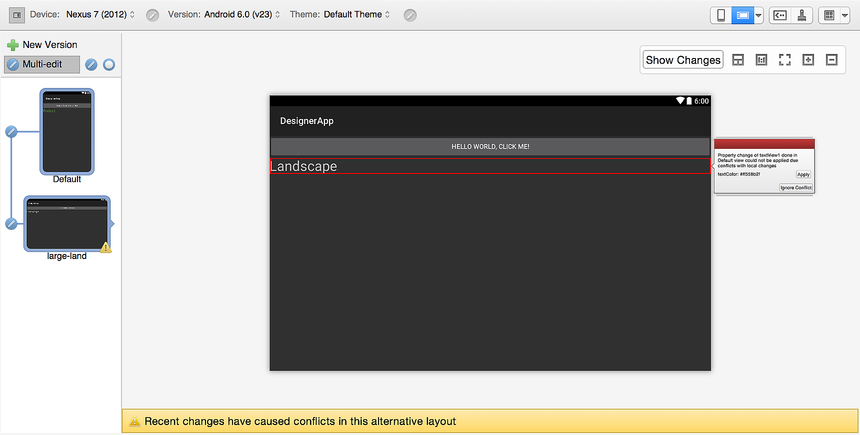 Device: Nexus 7 (2012) Version: Android 6.0 (v23) Theme: Default Theme
New Version
Multi-edit
Show Changes
6:00
DesignerApp
HELLO WORLD, CLICK ME!
Landscape
Property change of textView1 done in
Default view could not be applied due
conflicts with local changes
textColor: #f558b2f Apply
Ignore Conflict
Default
large-land
Recent changes have caused conflicts in this alternative layout